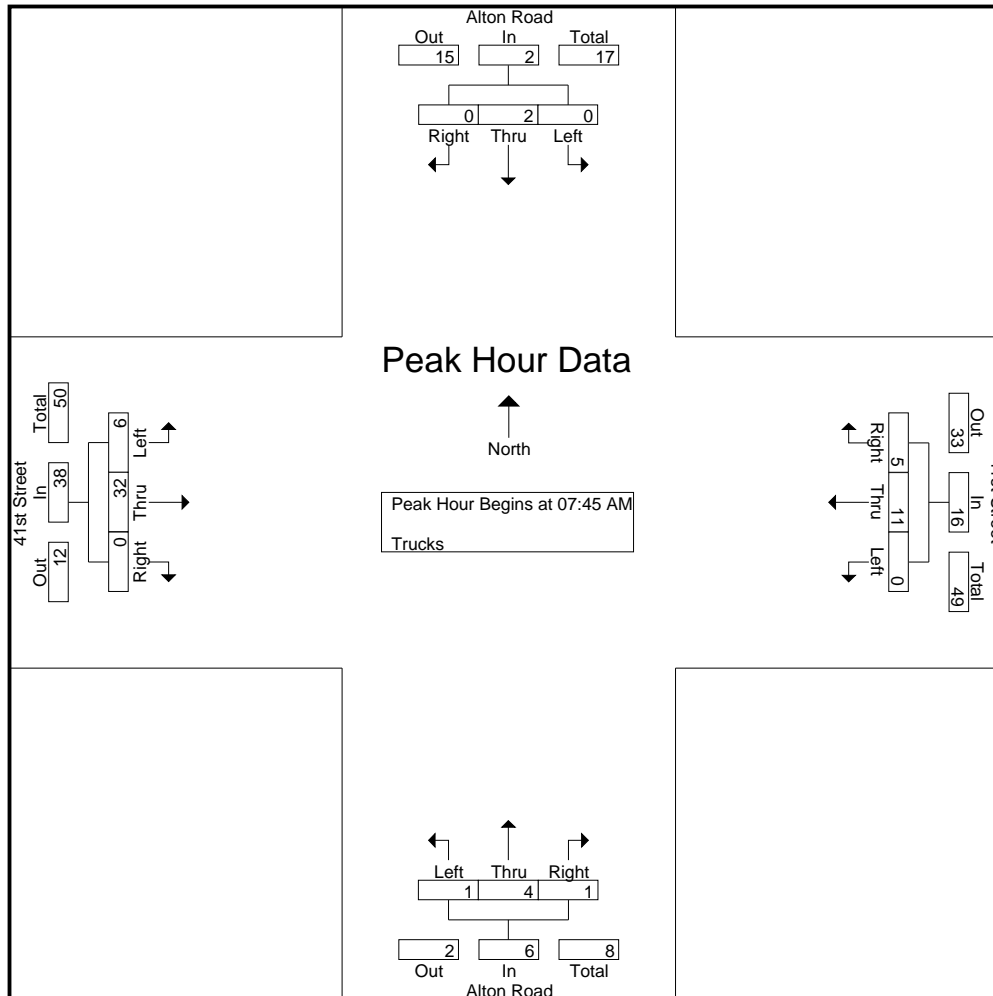 Alton Road
Out In Total
15 2 17
0 2 0
Right Thru Left
Peak Hour Data
North
Peak Hour Begins at 07:45 AM
Trucks
41st Street
Total In Out
50 38 12
6 32 0
Left Thru Right
Right Thru Left
5 11 0
Out In Total
33 16 49
Left Thru Right
1 4 1
2 6 8
Out In Total
Alton Road